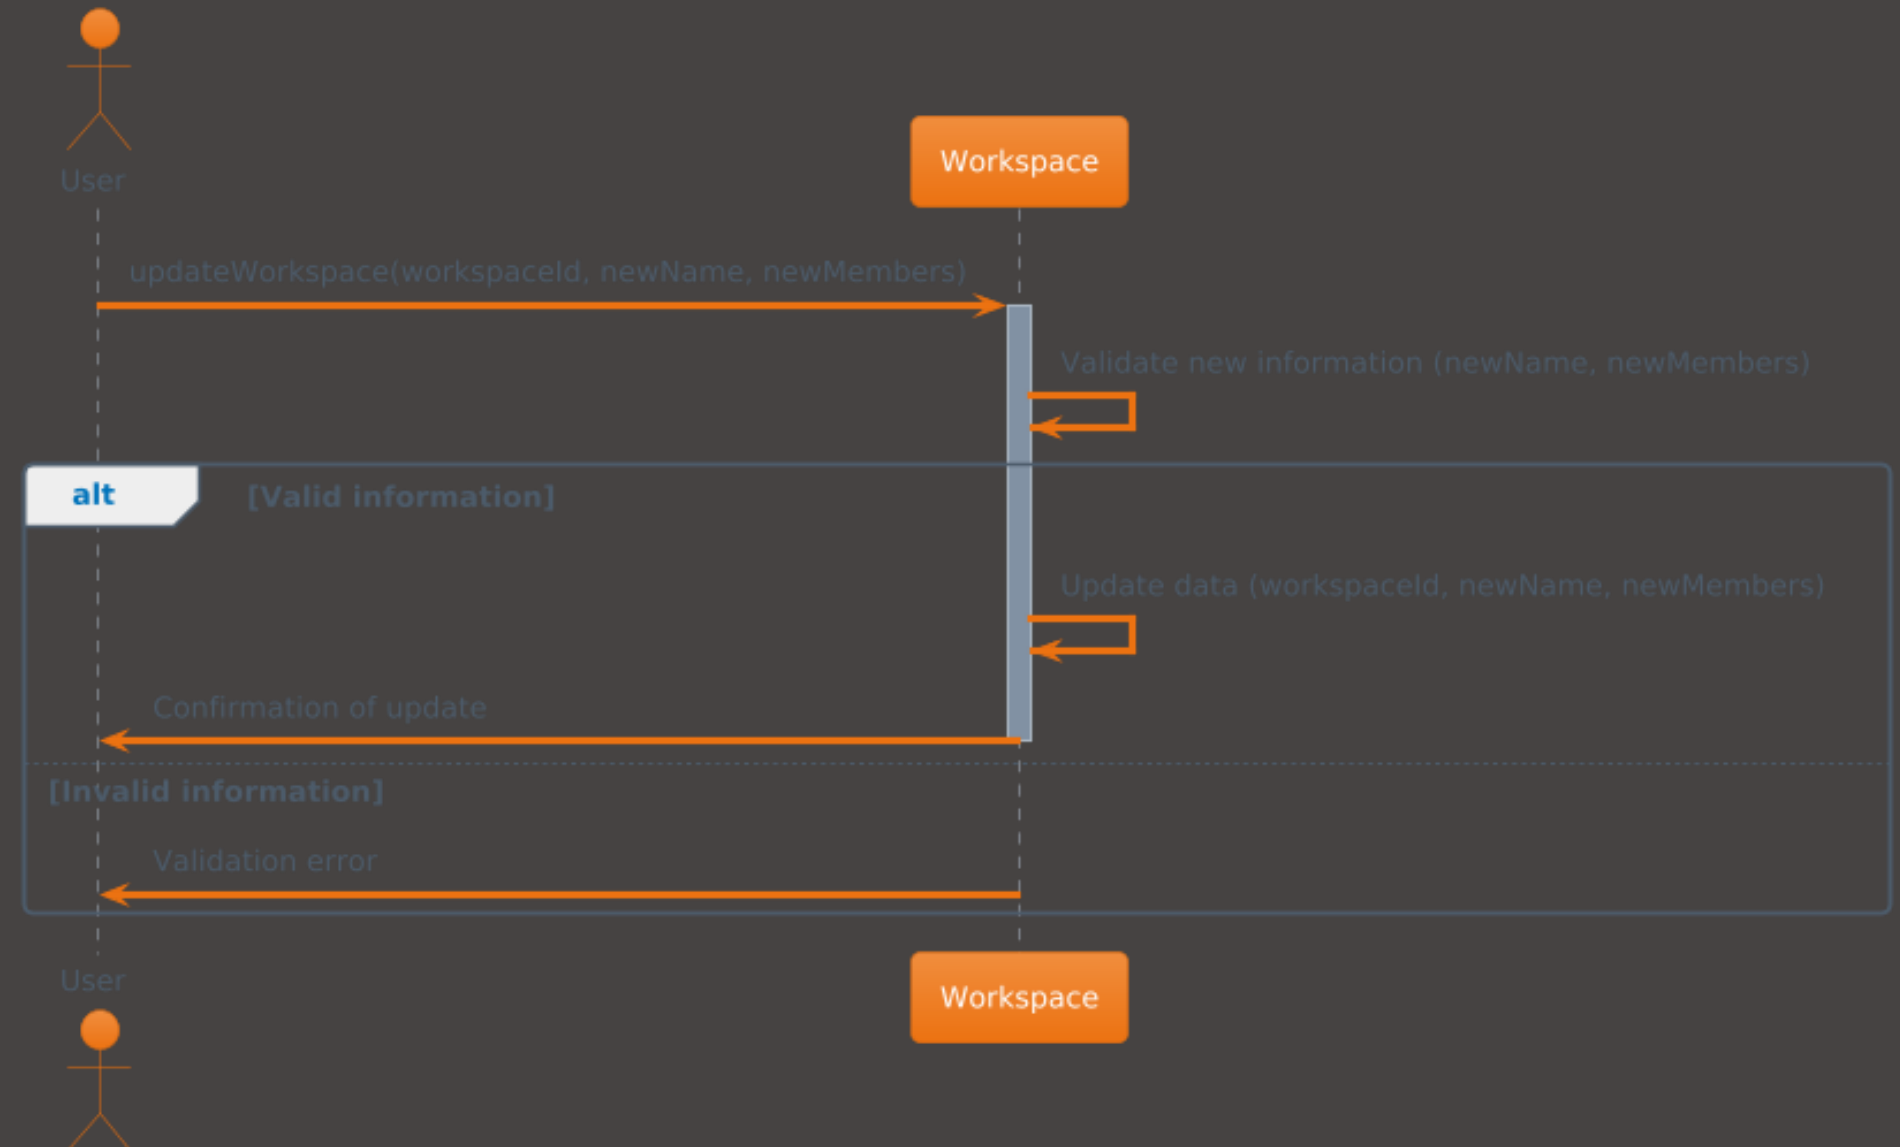 User
Workspace
updateWorkspace(workspaceId, newName, newMembers)
Validate new information (newName, newMembers)
alt
[Valid information]
Update data (workspaceId, newName, newMembers)
Confirmation of update
[Invalid information]
Validation error
User
Workspace